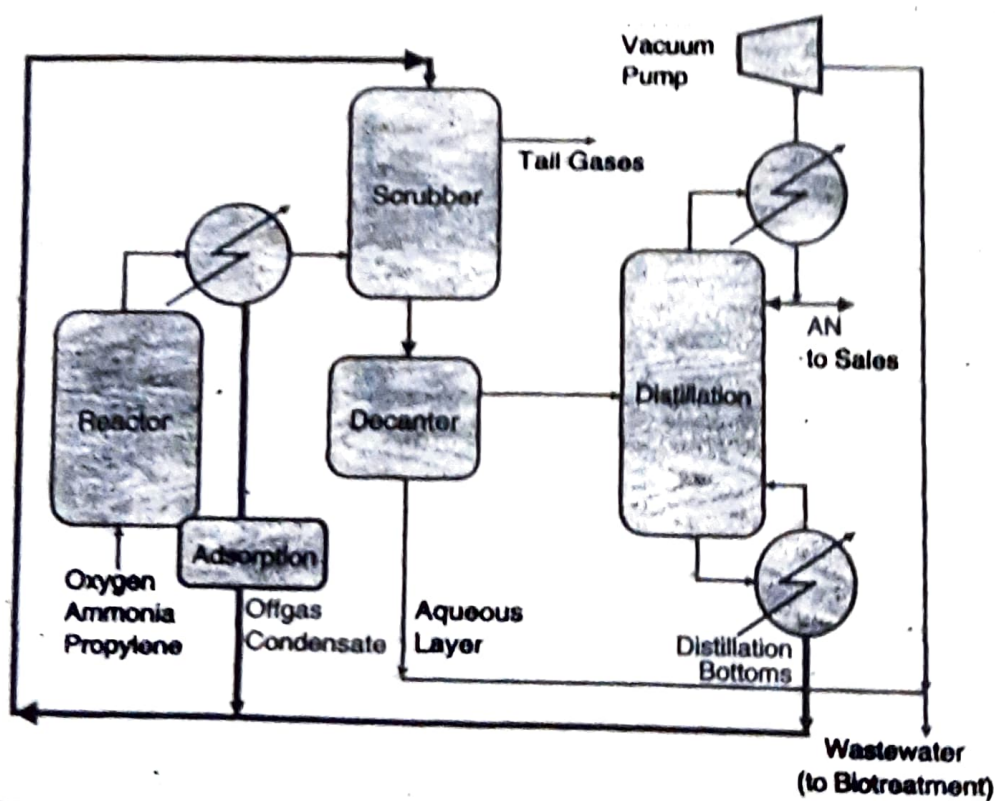 Vacuum
Pump
Tail Gases
Scrubber
AN
to Sales
Distillation
Reactor
Decanter
Adsorption
Oxygen
Ammonia
Propylene
Offgas
Condensate
Aqueous
Layer
Distillation
Bottoms
Wastewater
(to Biotreatment)